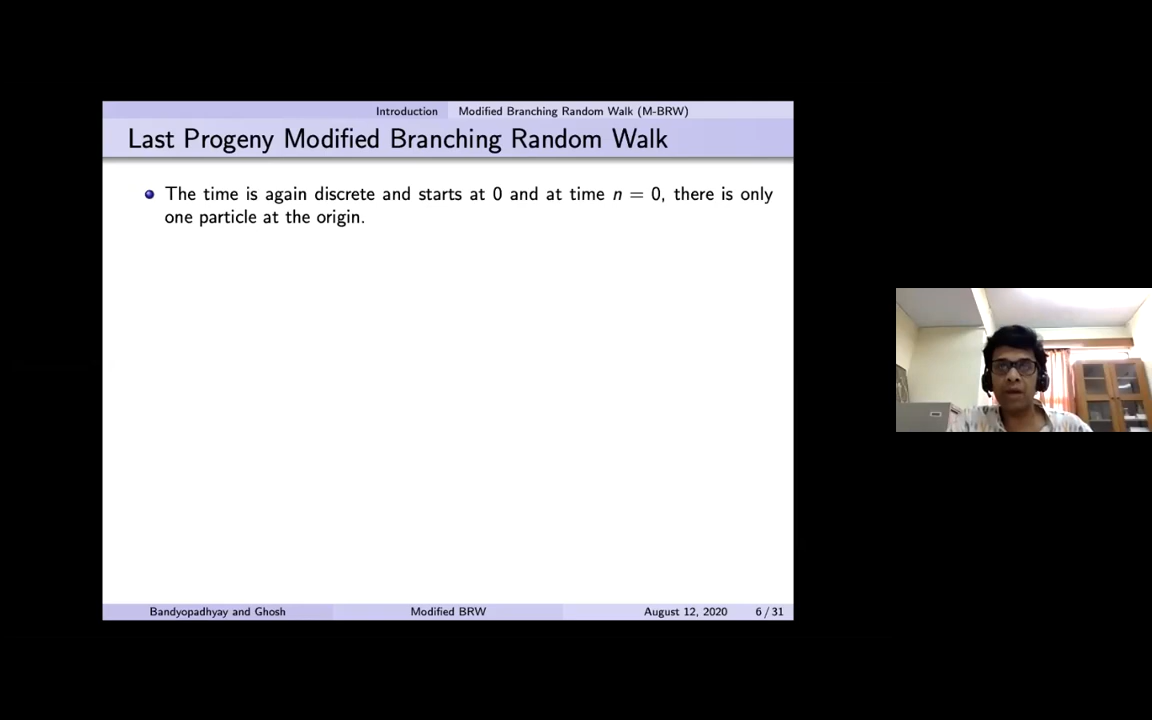 Introduction Modified Branching Random Walk (M-BRW)
Last Progeny Modified Branching Random Walk
The time is again discrete and starts at 0 and at time n = 0, there is only
one particle at the origin.
Bandyopadhyay and Ghosh Modified BRW August 12, 2020 6 / 31